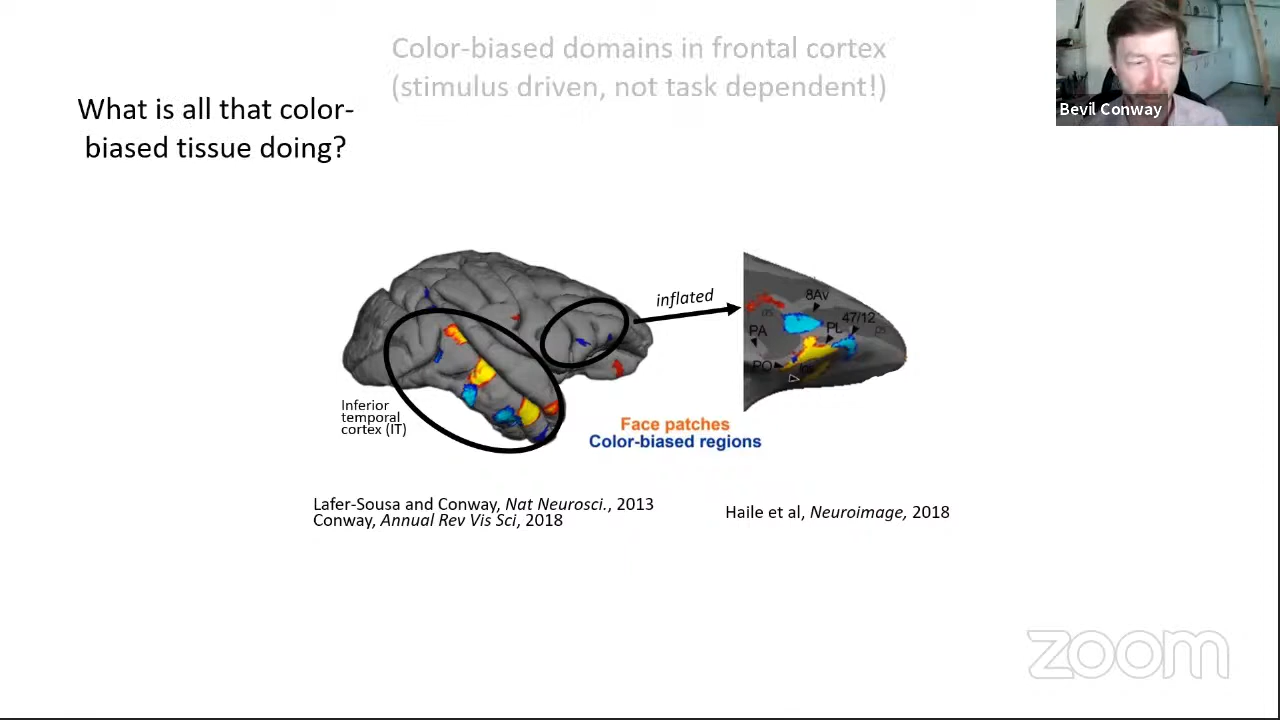 Color-biased domains in frontal cortex
(stimulus driven, not task dependent!)
What is all that color-
biased tissue doing?
Bevil Conway
inflated
8Av
47/12
as
ps
PA
PL
PO
Inferior
temporal
cortex (IT)
Face patches
Color-biased regions
Lafer-Sousa and Conway, Nat Neurosci., 2013
Conway, Annual Rev Vis Sci, 2018
Haile et al, Neuroimage, 2018
zoom